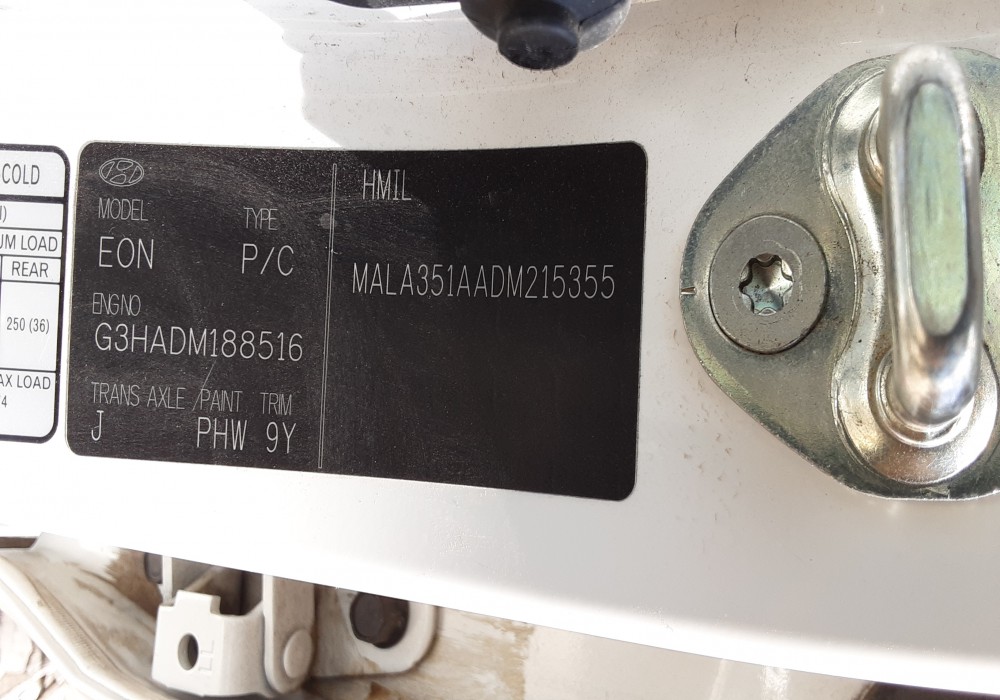 COLD
UM LOAD
REAR
250 (36)
AX LOAD
4
MODEL TYPE
EON P/C
ENG NO
G3HADM188516
TRANS AXLE / PAINT TRIM
J PHW 9Y
HMIL
MALA351AADM215355